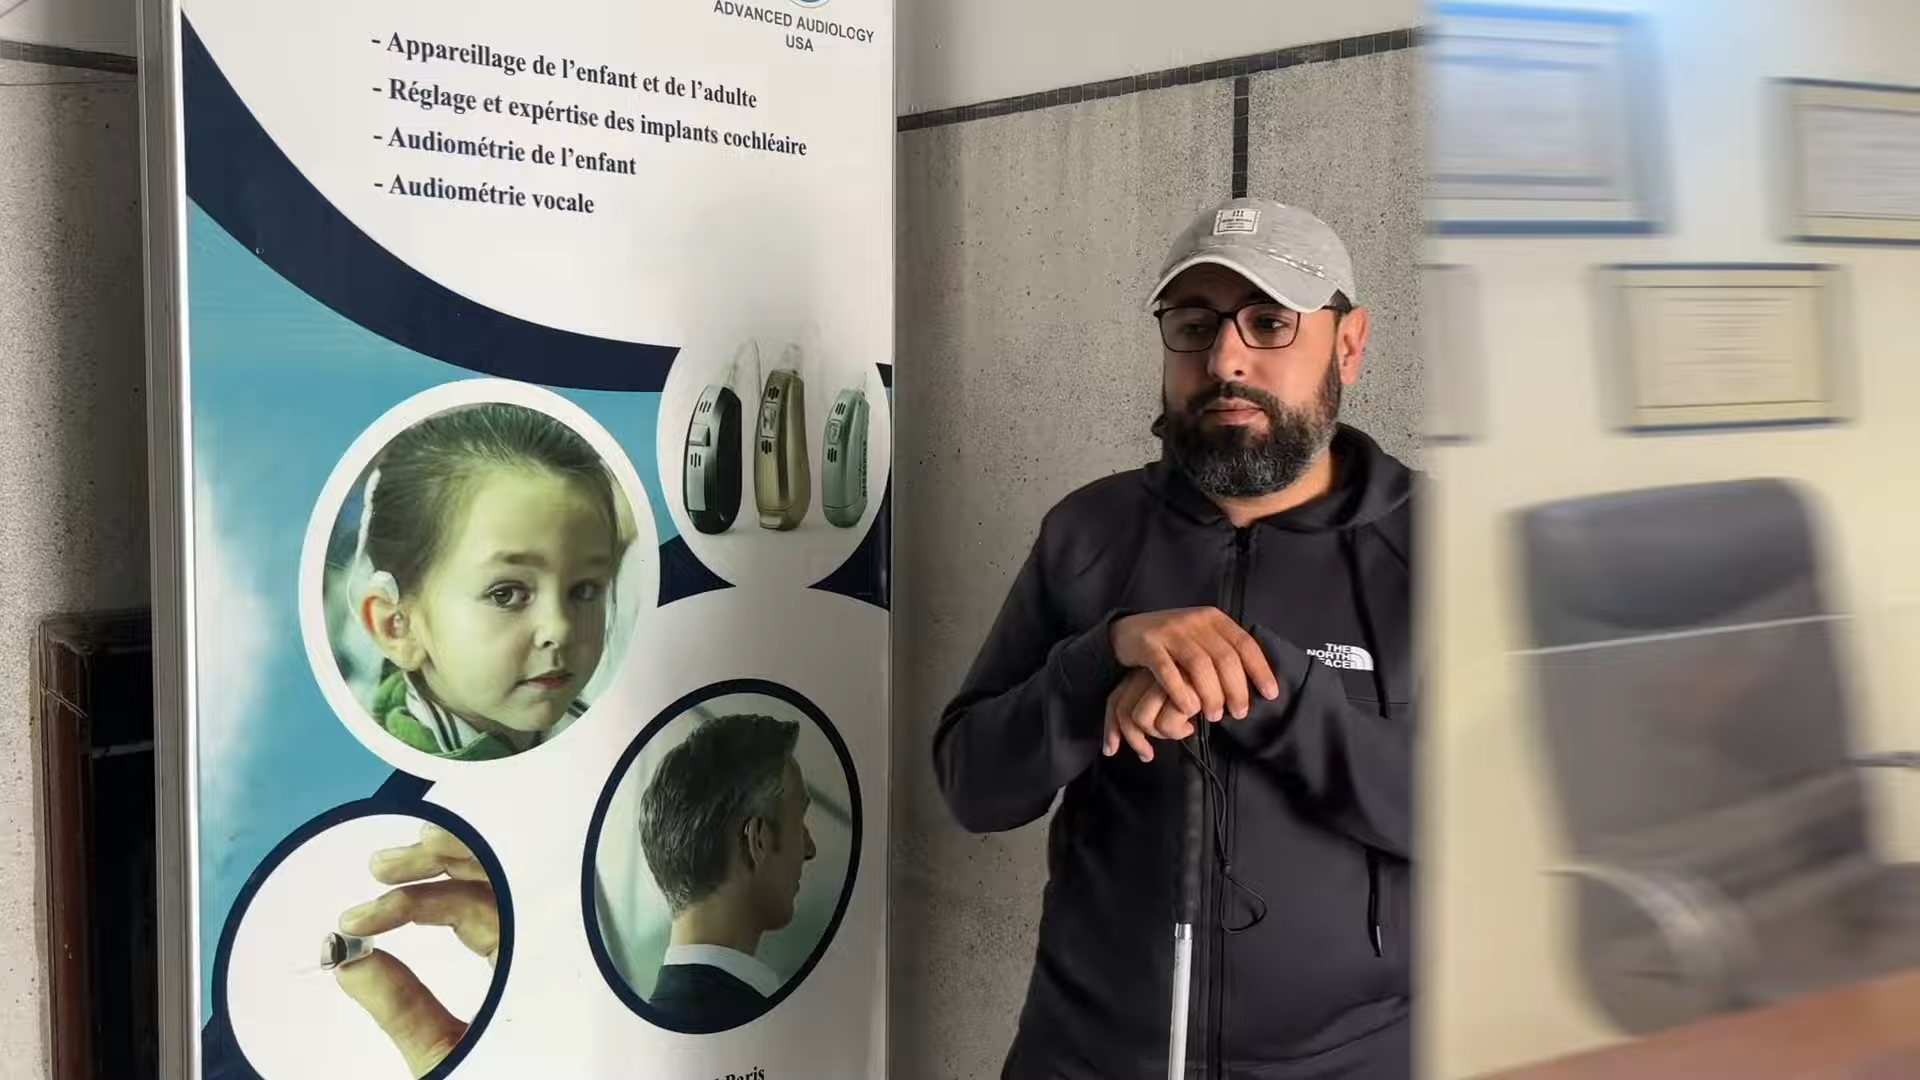 ADVANCED AUDIOLOGY
USA
- Appareillage de l'enfant et de l'adulte
- Réglage et expértise des implants cochléaire
- Audiométrie de l'enfant
- Audiométrie vocale
THE
NORTH
FACE
Paris